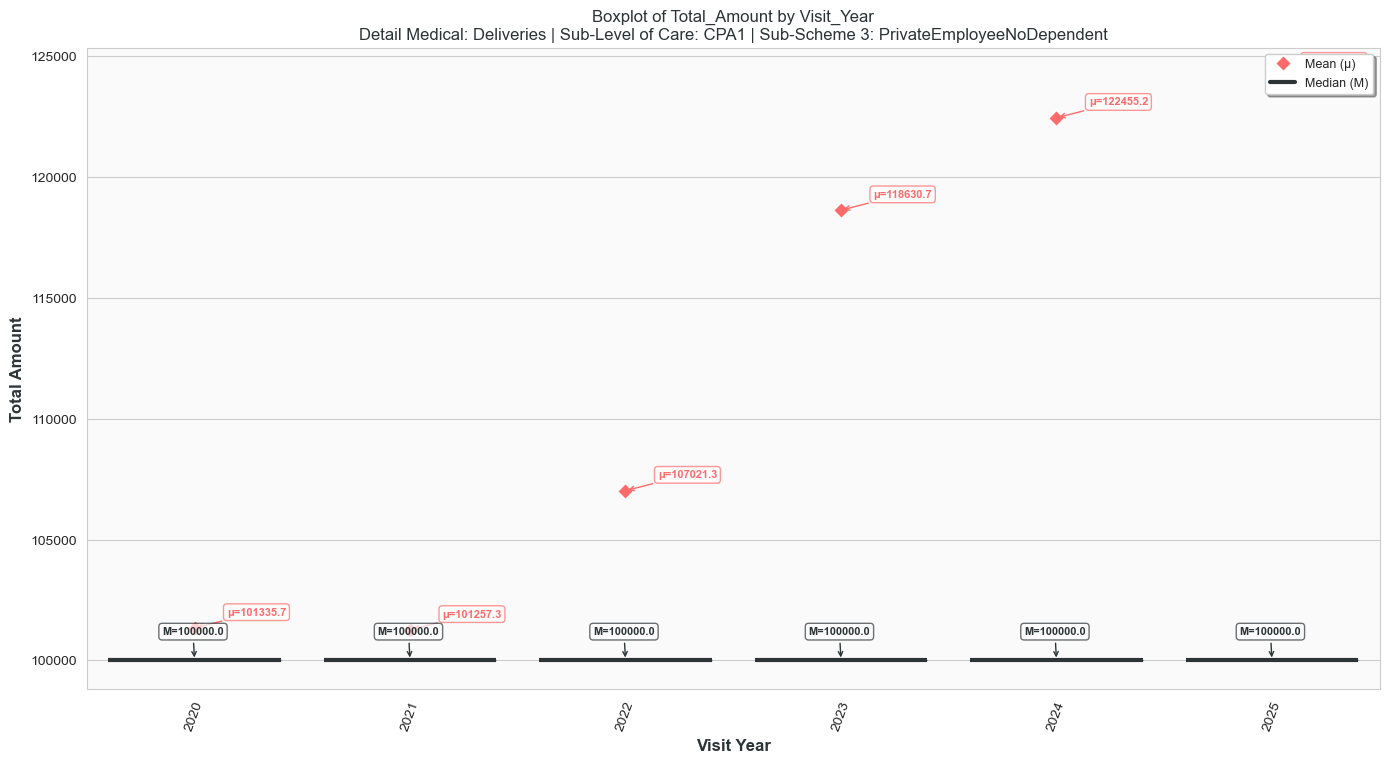 Boxplot of Total_Amount by Visit_Year
Detail Medical: Deliveries | Sub-Level of Care: CPA1 | Sub-Scheme 3: PrivateEmployeeNoDependent
Mean (μ)
Median (M)
Total Amount
125000
120000
115000
110000
105000
100000
μ=122455.2
μ=118630.7
μ=107021.3
μ=101335.7
μ=101257.3
M=100000.0
M=100000.0
M=100000.0
M=100000.0
M=100000.0
M=100000.0
2020
2021
2022
2023
2024
2025
Visit Year